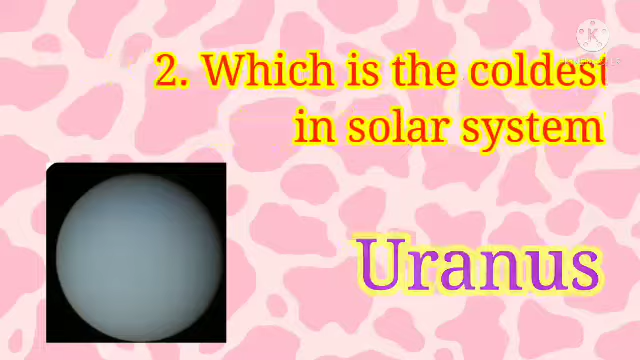 2. Which is the coldest
in solar system
Uranus